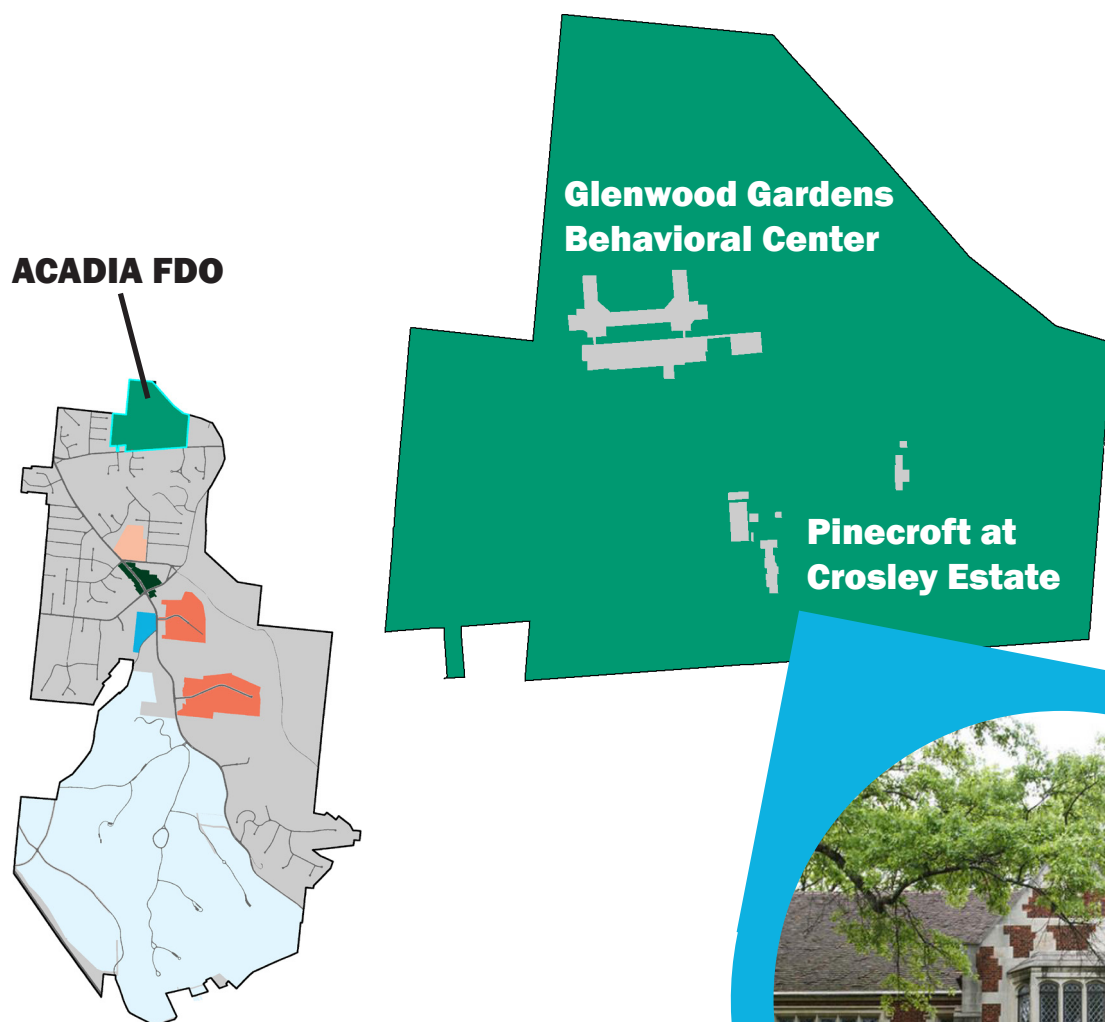 Glenwood Gardens
Behavioral Center
ACADIA FDO
Pinecroft at
Crosley Estate